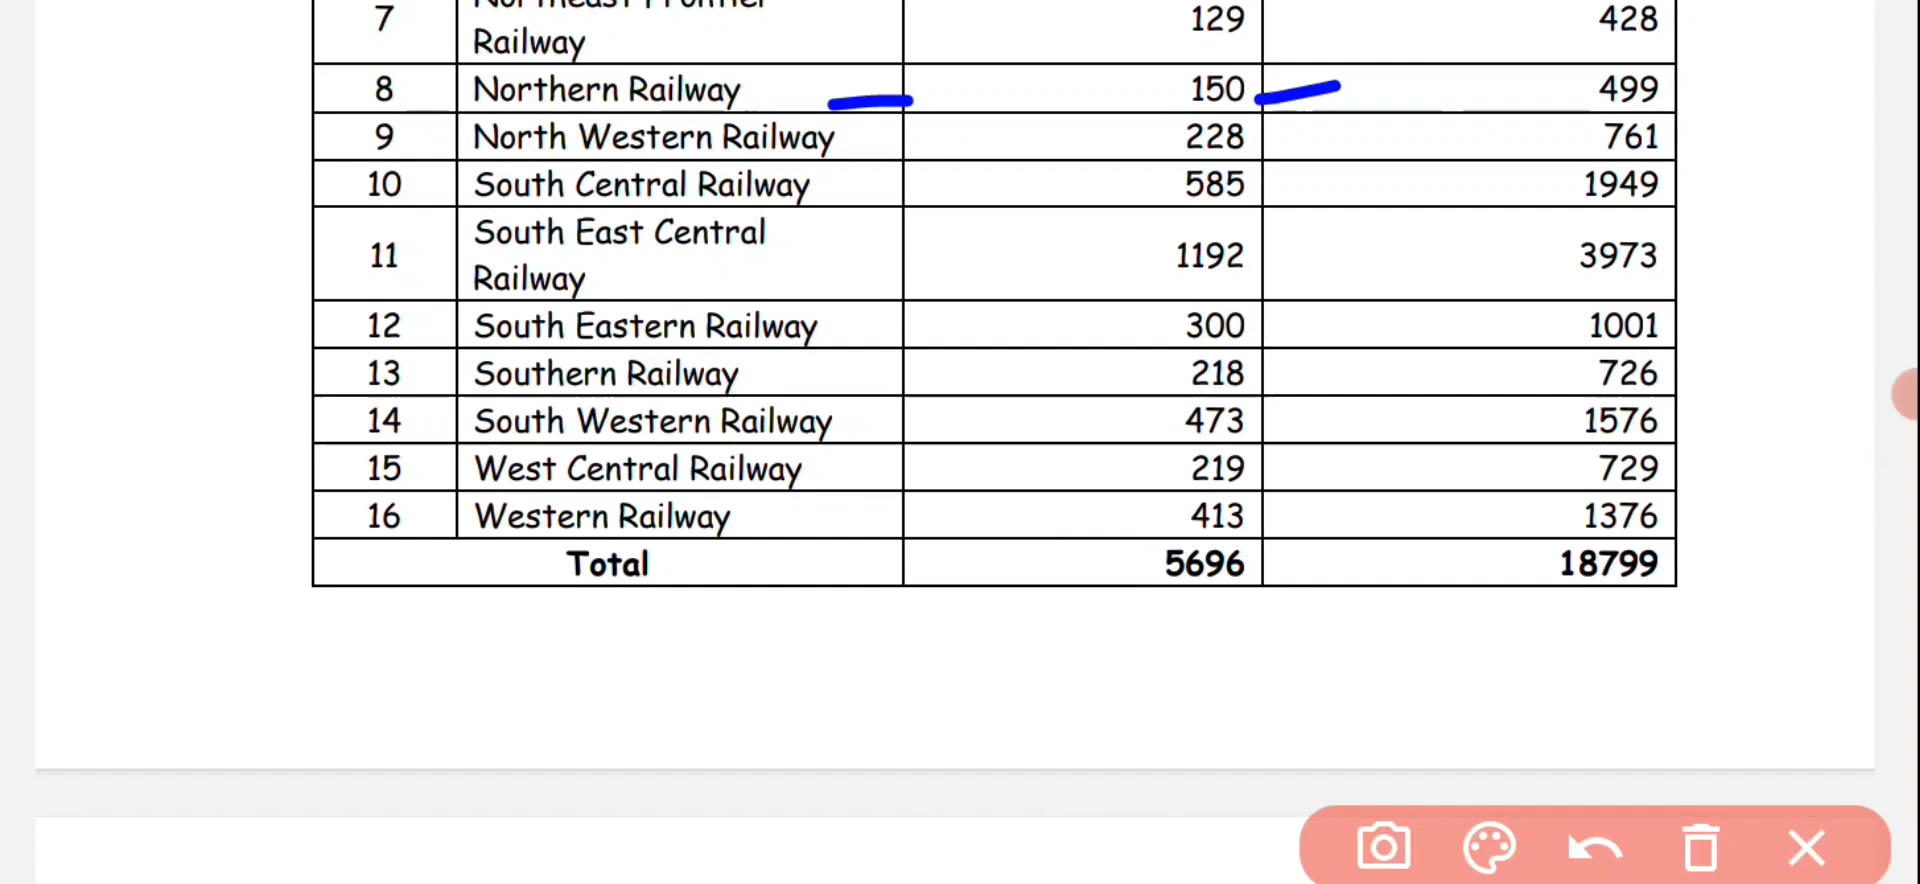 7 Northeast Frontier 129 428
Railway
8 Northern Railway 150 499
9 North Western Railway 228 761
10 South Central Railway 585 1949
South East Central
11 1192 3973
Railway
12 South Eastern Railway 300 1001
13 Southern Railway 218 726
14 South Western Railway 473 1576
15 West Central Railway 219 729
16 Western Railway 413 1376
Total 5696 18799